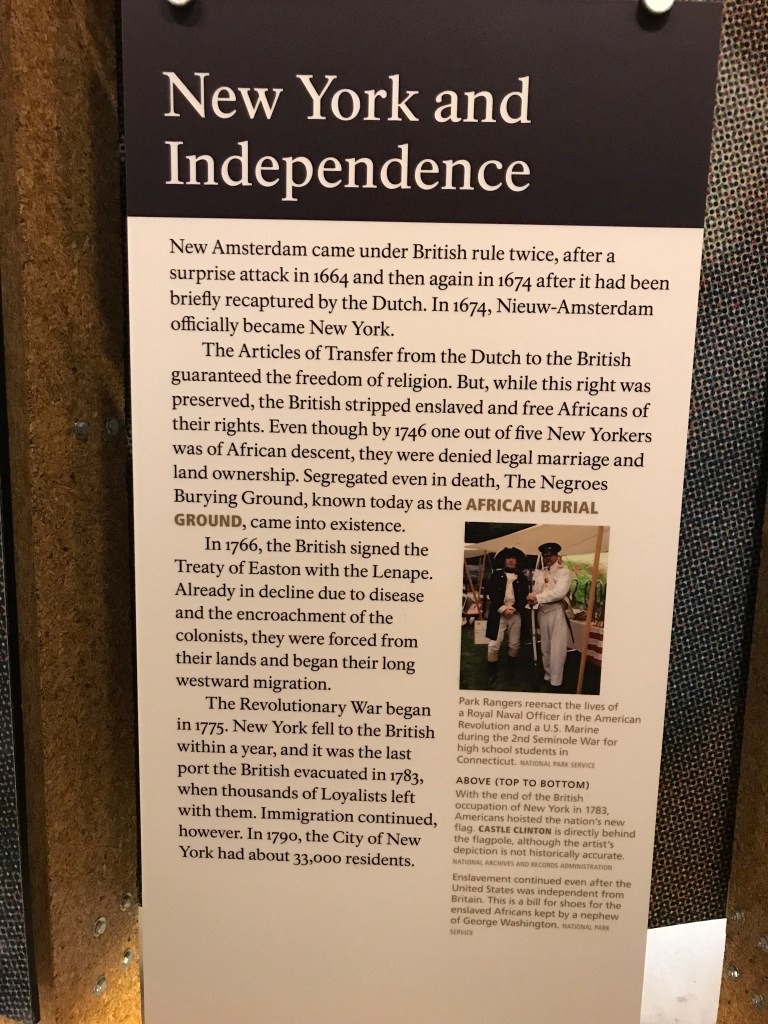 New York and
Independence
New Amsterdam came under British rule twice, after a
surprise attack in 1664 and then again in 1674 after it had been
briefly recaptured by the Dutch. In 1674, Nieuw-Amsterdam
officially became New York.
The Articles of Transfer from the Dutch to the British
guaranteed the freedom of religion. But, while this right was
preserved, the British stripped enslaved and free Africans of
their rights. Even though by 1746 one out of five New Yorkers
was of African descent, they were denied legal marriage and
land ownership. Segregated even in death, The Negroes
Burying Ground, known today as the AFRICAN BURIAL
GROUND, came into existence.
In 1766, the British signed the
Treaty of Easton with the Lenape.
Already in decline due to disease
and the encroachment of the
colonists, they were forced from
their lands and began their long
westward migration.
The Revolutionary War began
in 1775. New York fell to the British
within a year, and it was the last
port the British evacuated in 1783,
when thousands of Loyalists left
with them. Immigration continued,
however. In 1790, the City of New
York had about 33,000 residents.
Park Rangers reenact the lives of
a Royal Naval Officer in the American
Revolution and a U.S. Marine
during the 2nd Seminole War for
high school students in
Connecticut. NATIONAL PARK SERVICE
ABOVE (TOP TO BOTTOM)
With the end of the British
occupation of New York in 1783,
Americans hoisted the nation's new
flag. CASTLE CLINTON is directly behind
the flagpole, although the artist's
depiction is not historically accurate.
NATIONAL ARCHIVES AND RECORDS ADMINISTRATION
Enslavement continued even after the
United States was independent from
Britain. This is a bill for shoes for the
enslaved Africans kept by a nephew
of George Washington. NATIONAL PARK
SERVICE